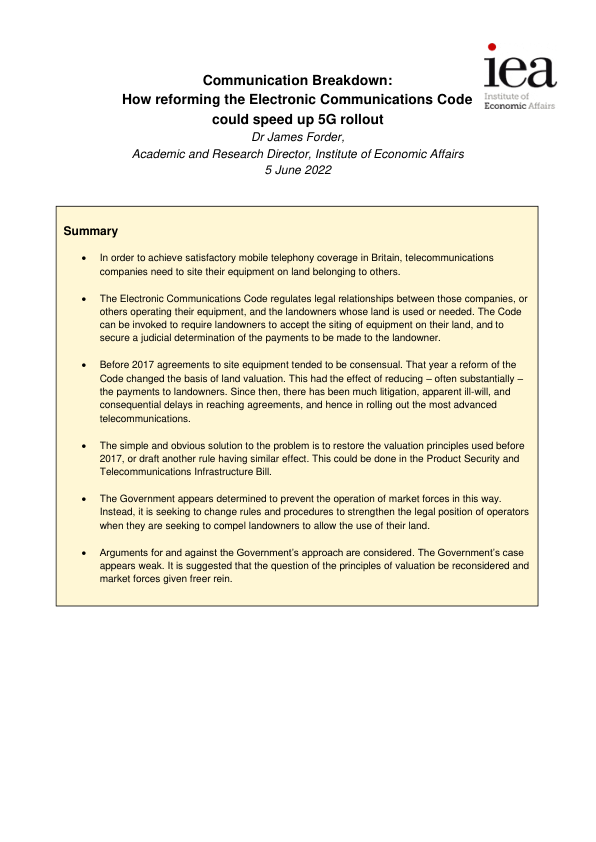 iea
Institute of
Economic Affairs
Communication Breakdown:
How reforming the Electronic Communications Code
could speed up 5G rollout
Dr James Forder,
Academic and Research Director, Institute of Economic Affairs
5 June 2022
Summary
• In order to achieve satisfactory mobile telephony coverage in Britain, telecommunications
companies need to site their equipment on land belonging to others.
• The Electronic Communications Code regulates legal relationships between those companies, or
others operating their equipment, and the landowners whose land is used or needed. The Code
can be invoked to require landowners to accept the siting of equipment on their land, and to
secure a judicial determination of the payments to be made to the landowner.
• Before 2017 agreements to site equipment tended to be consensual. That year a reform of the
Code changed the basis of land valuation. This had the effect of reducing – often substantially –
the payments to landowners. Since then, there has been much litigation, apparent ill-will, and
consequential delays in reaching agreements, and hence in rolling out the most advanced
telecommunications.
• The simple and obvious solution to the problem is to restore the valuation principles used before
2017, or draft another rule having similar effect. This could be done in the Product Security and
Telecommunications Infrastructure Bill.
• The Government appears determined to prevent the operation of market forces in this way.
Instead, it is seeking to change rules and procedures to strengthen the legal position of operators
when they are seeking to compel landowners to allow the use of their land.
• Arguments for and against the Government’s approach are considered. The Government’s case
appears weak. It is suggested that the question of the principles of valuation be reconsidered and
market forces given freer rein.